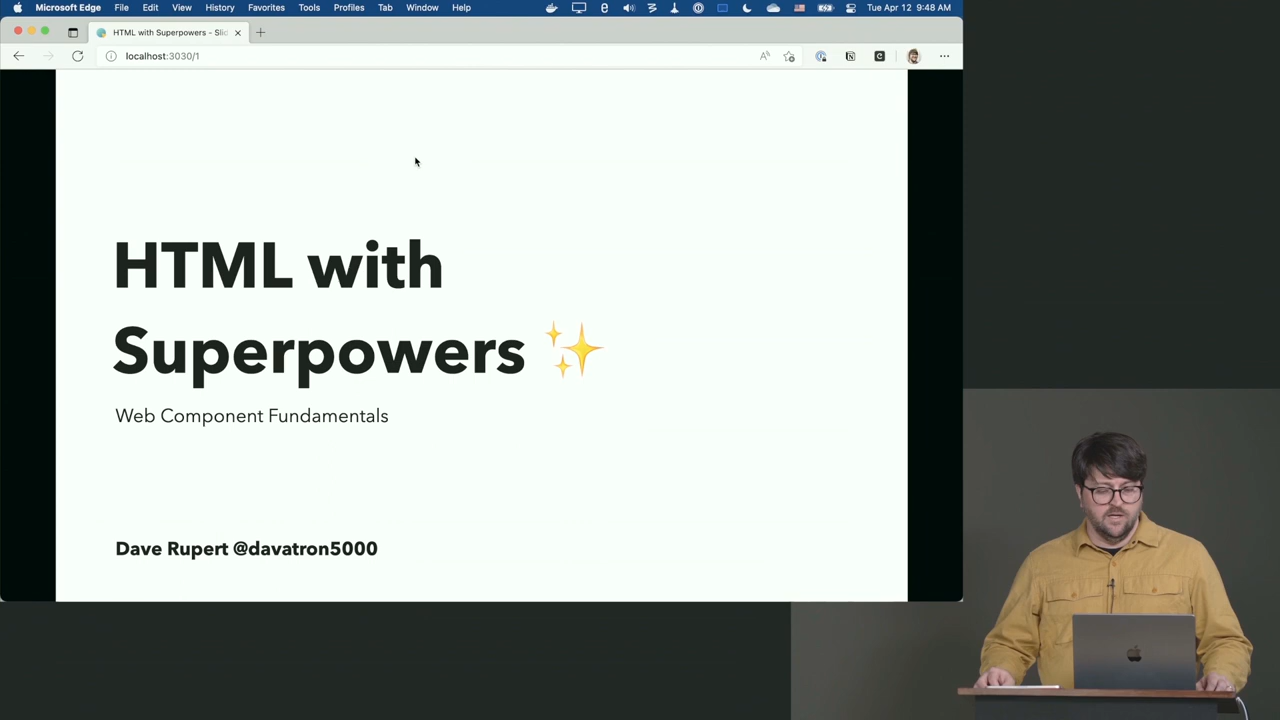 Microsoft Edge File Edit View History Favorites Tools Profiles Tab Window Help Tue Apr 12 9:48 AM
HTML with Superpowers - Slid
localhost:3030/1
HTML with
Superpowers ✨
Web Component Fundamentals
Dave Rupert @davatron5000